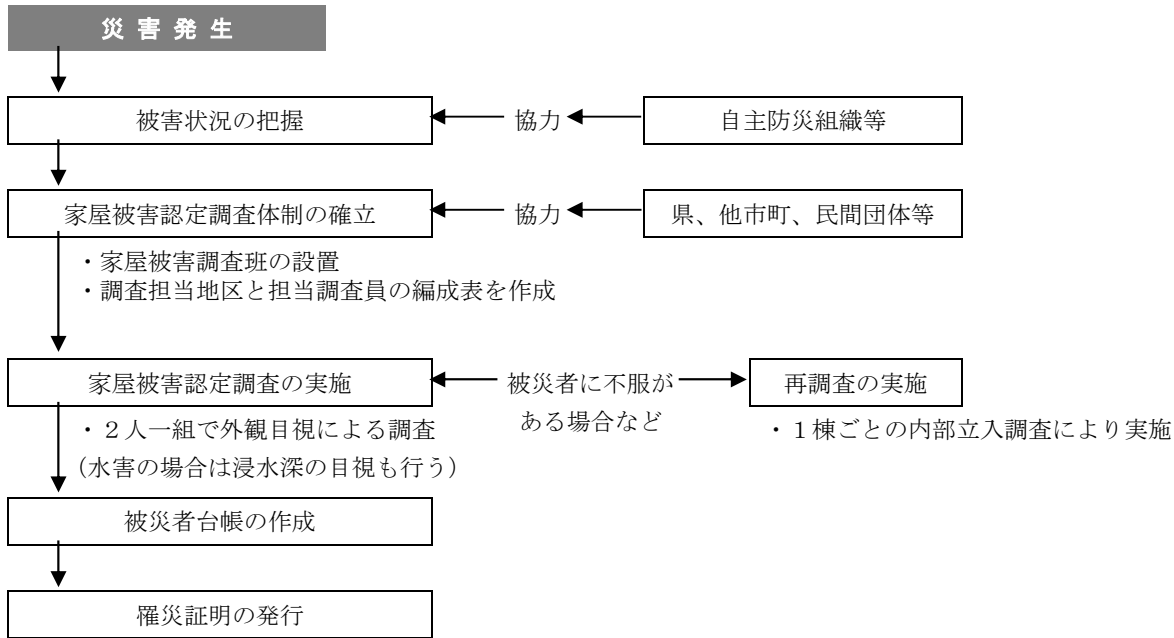 災害発生
被害状況の把握
協力
自主防災組織等
家屋被害認定調査体制の確立
協力
県、他市町、民間団体等
・家屋被害調査班の設置
・調査担当地区と担当調査員の編成表を作成
家屋被害認定調査の実施
被災者に不服が
ある場合など
再調査の実施
・２人一組で外観目視による調査
（水害の場合は浸水深の目視も行う）
・１棟ごとの内部立入調査により実施
被災者台帳の作成
罹災証明の発行